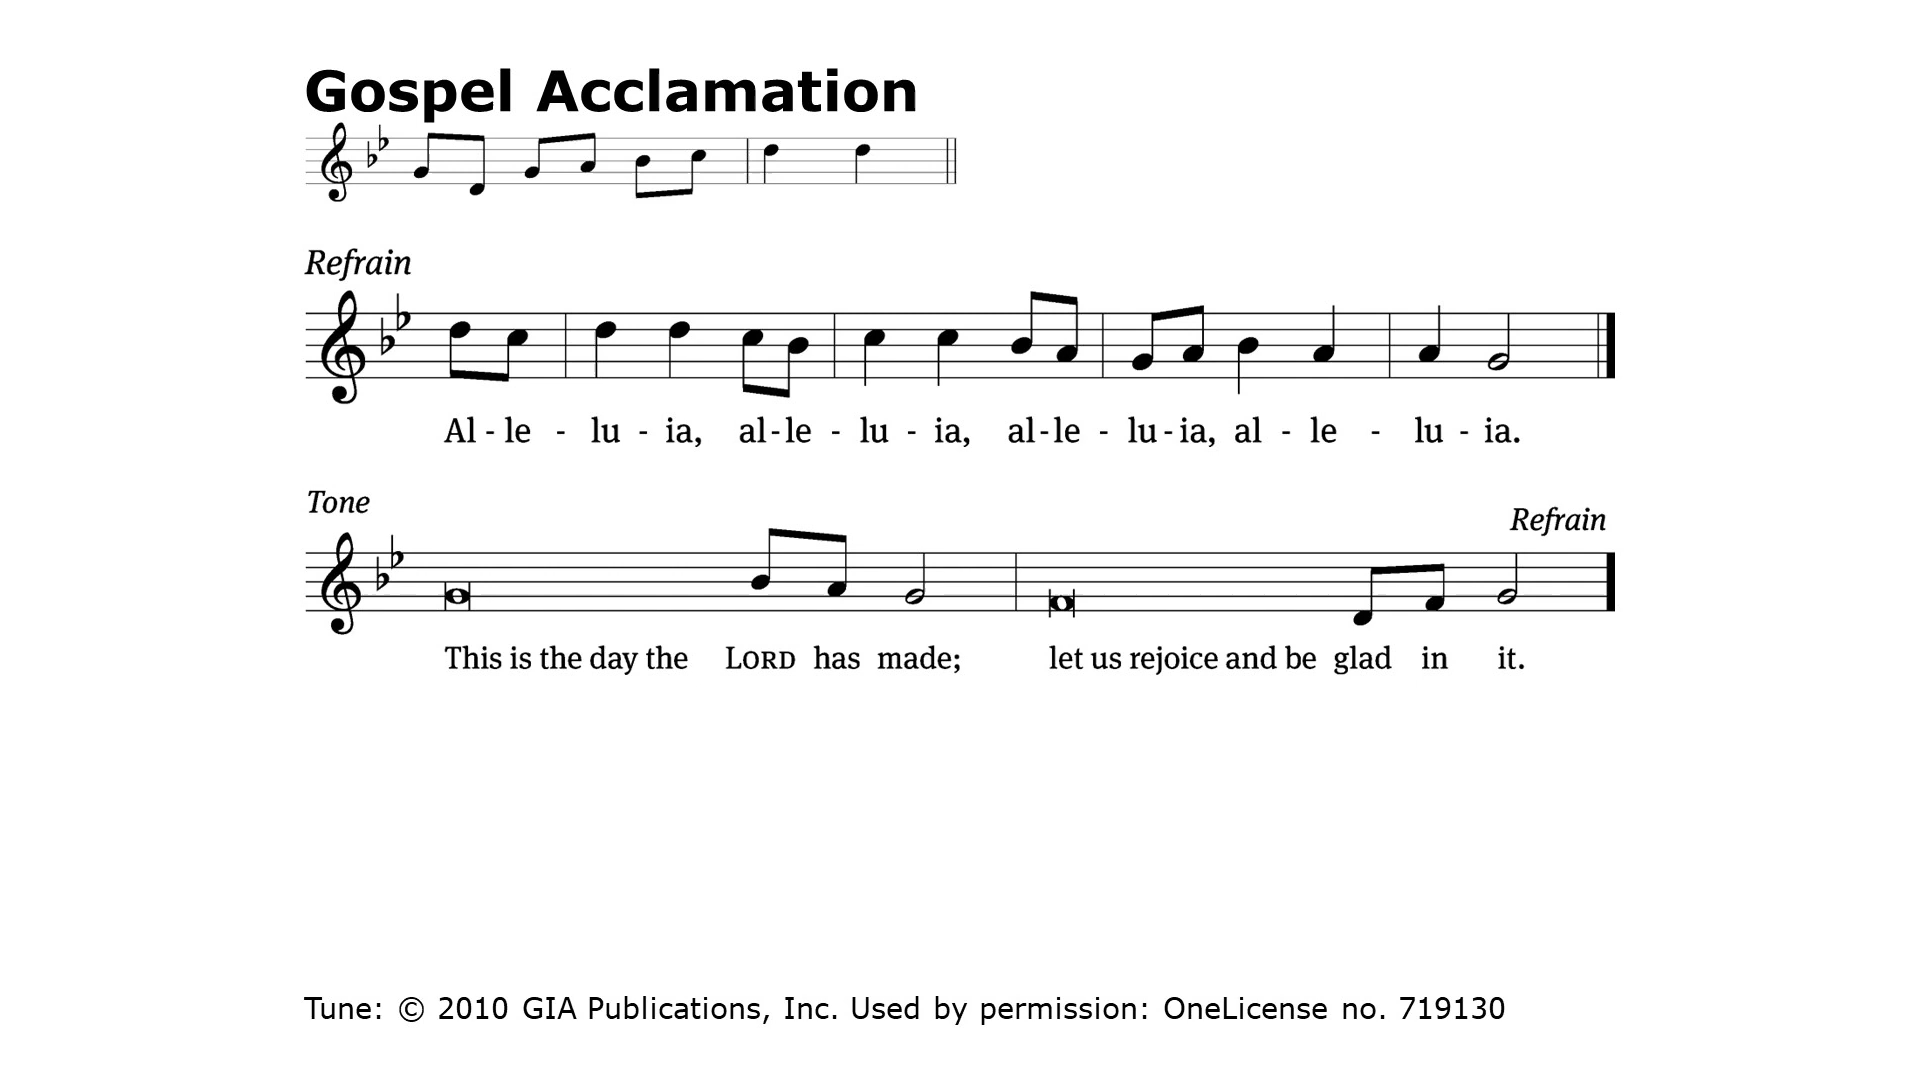 Gospel Acclamation
Refrain
Al - le - lu - ia, al - le - lu - ia, al - le - lu - ia, al - le - lu - ia.
Tone
Refrain
This is the day the LORD has made; let us rejoice and be glad in it.
Tune: © 2010 GIA Publications, Inc. Used by permission: OneLicense no. 719130